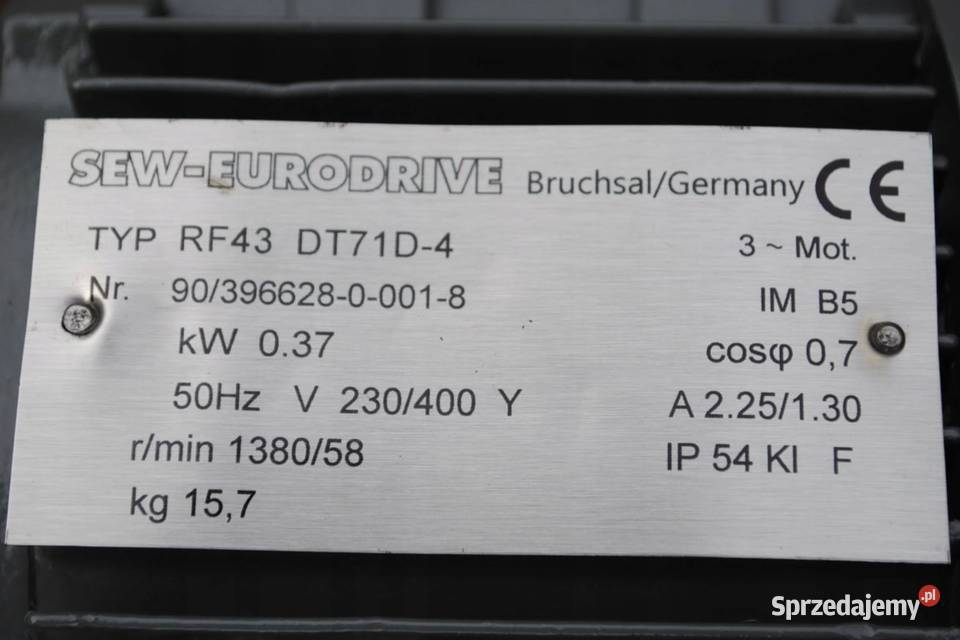 SEW-EURODRIVE Bruchsal/Germany CE
TYP RF43 DT71D-4 3 ~ Mot.
Nr. 90/396628-0-001-8 IM B5
kW 0.37 cosφ 0,7
50Hz V 230/400 Y A 2.25/1.30
r/min 1380/58 IP 54 KI F
kg 15,7
Sprzedajemy.pl